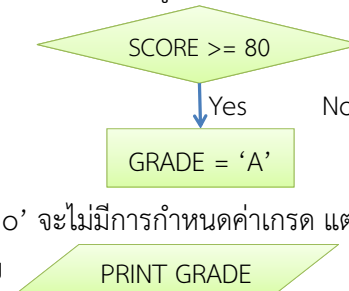 SCORE >= 80
Yes No
GRADE = ‘A’
o’ จะไม่มีการกำหนดค่าเกรด แต
PRINT GRADE